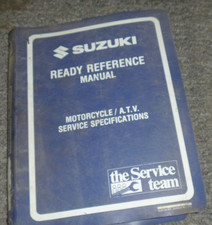 SUZUKI
READY REFERENCE
MANUAL
MOTORCYCLE / A.T.V.
SERVICE SPECIFICATIONS
the Service
team